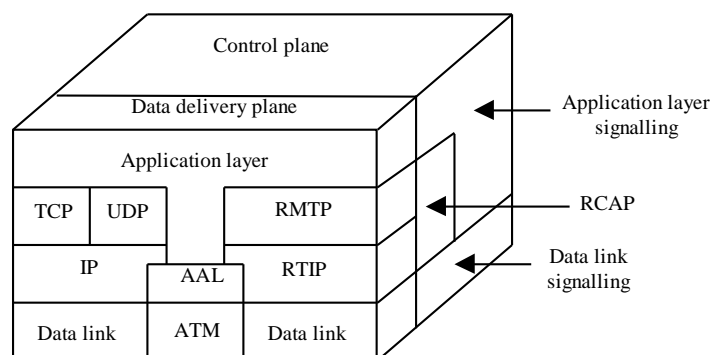 Control plane
Data delivery plane
Application layer
signalling
Application layer
TCP
UDP
RMTP
RCAP
IP
AAL
RTIP
Data link
signalling
Data link
ATM
Data link